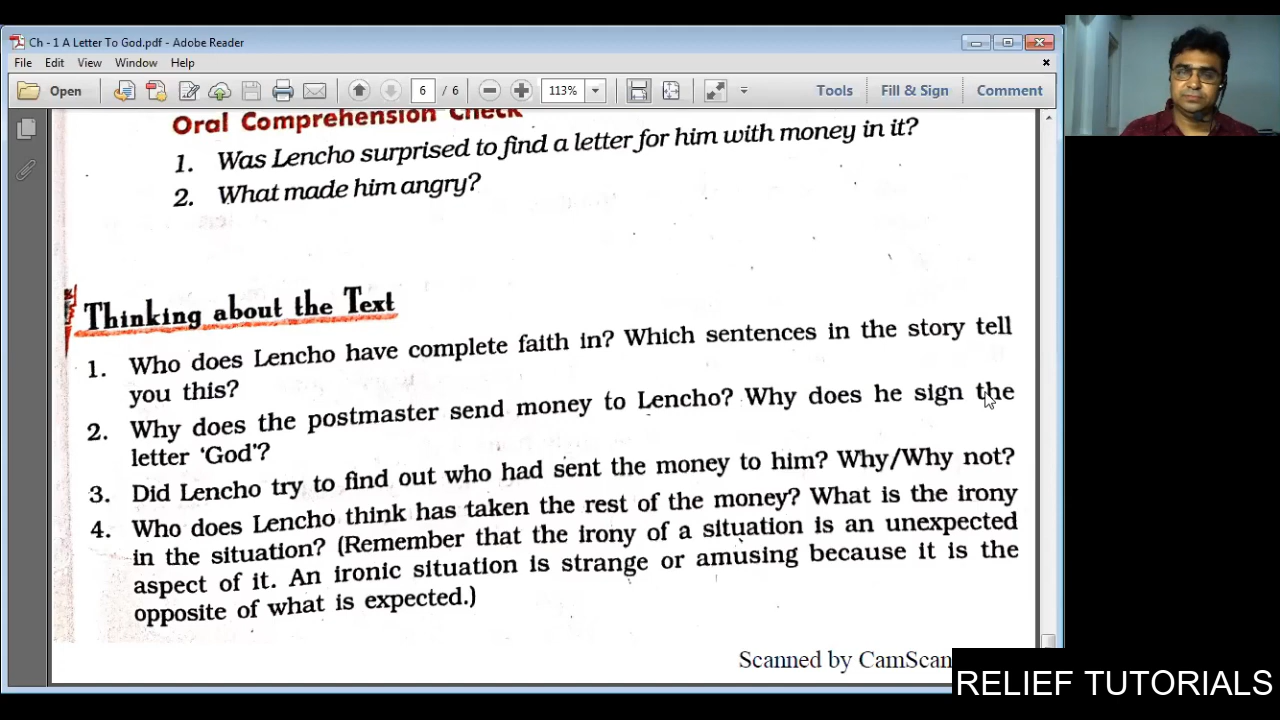 Ch - 1 A Letter To God.pdf - Adobe Reader
File Edit View Window Help
Open 6 / 6 113% Tools Fill & Sign Comment
Oral Comprehension Check
1. Was Lencho surprised to find a letter for him with money in it?
2. What made him angry?
Thinking about the Text
1. Who does Lencho have complete faith in? Which sentences in the story tell
you this?
2. Why does the postmaster send money to Lencho? Why does he sign the
letter ‘God’?
3. Did Lencho try to find out who had sent the money to him? Why/Why not?
4. Who does Lencho think has taken the rest of the money? What is the irony
in the situation? (Remember that the irony of a situation is an unexpected
aspect of it. An ironic situation is strange or amusing because it is the
opposite of what is expected.)
Scanned by CamScan
RELIEF TUTORIALS